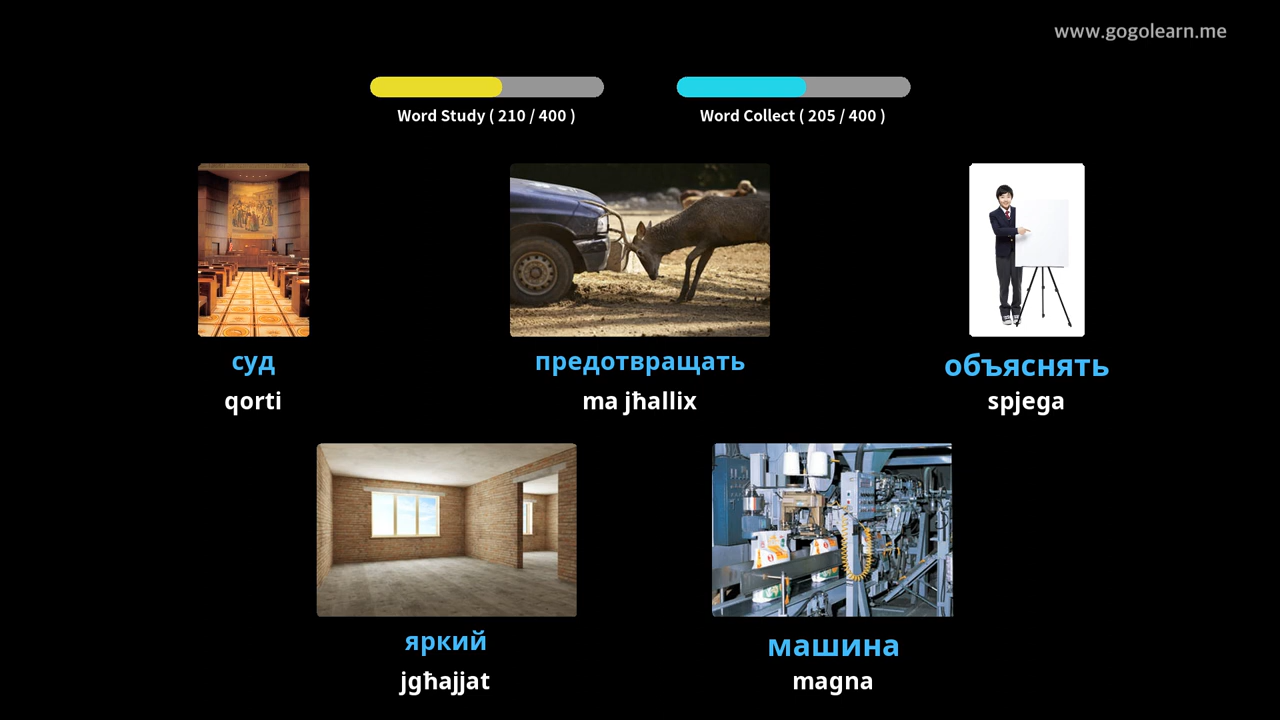 www.gogolearn.me
Word Study ( 210 / 400 )
Word Collect ( 205 / 400 )
суд
qorti
предотвращать
ma jħallix
объяснять
spjega
яркий
jgħajjat
машина
magna